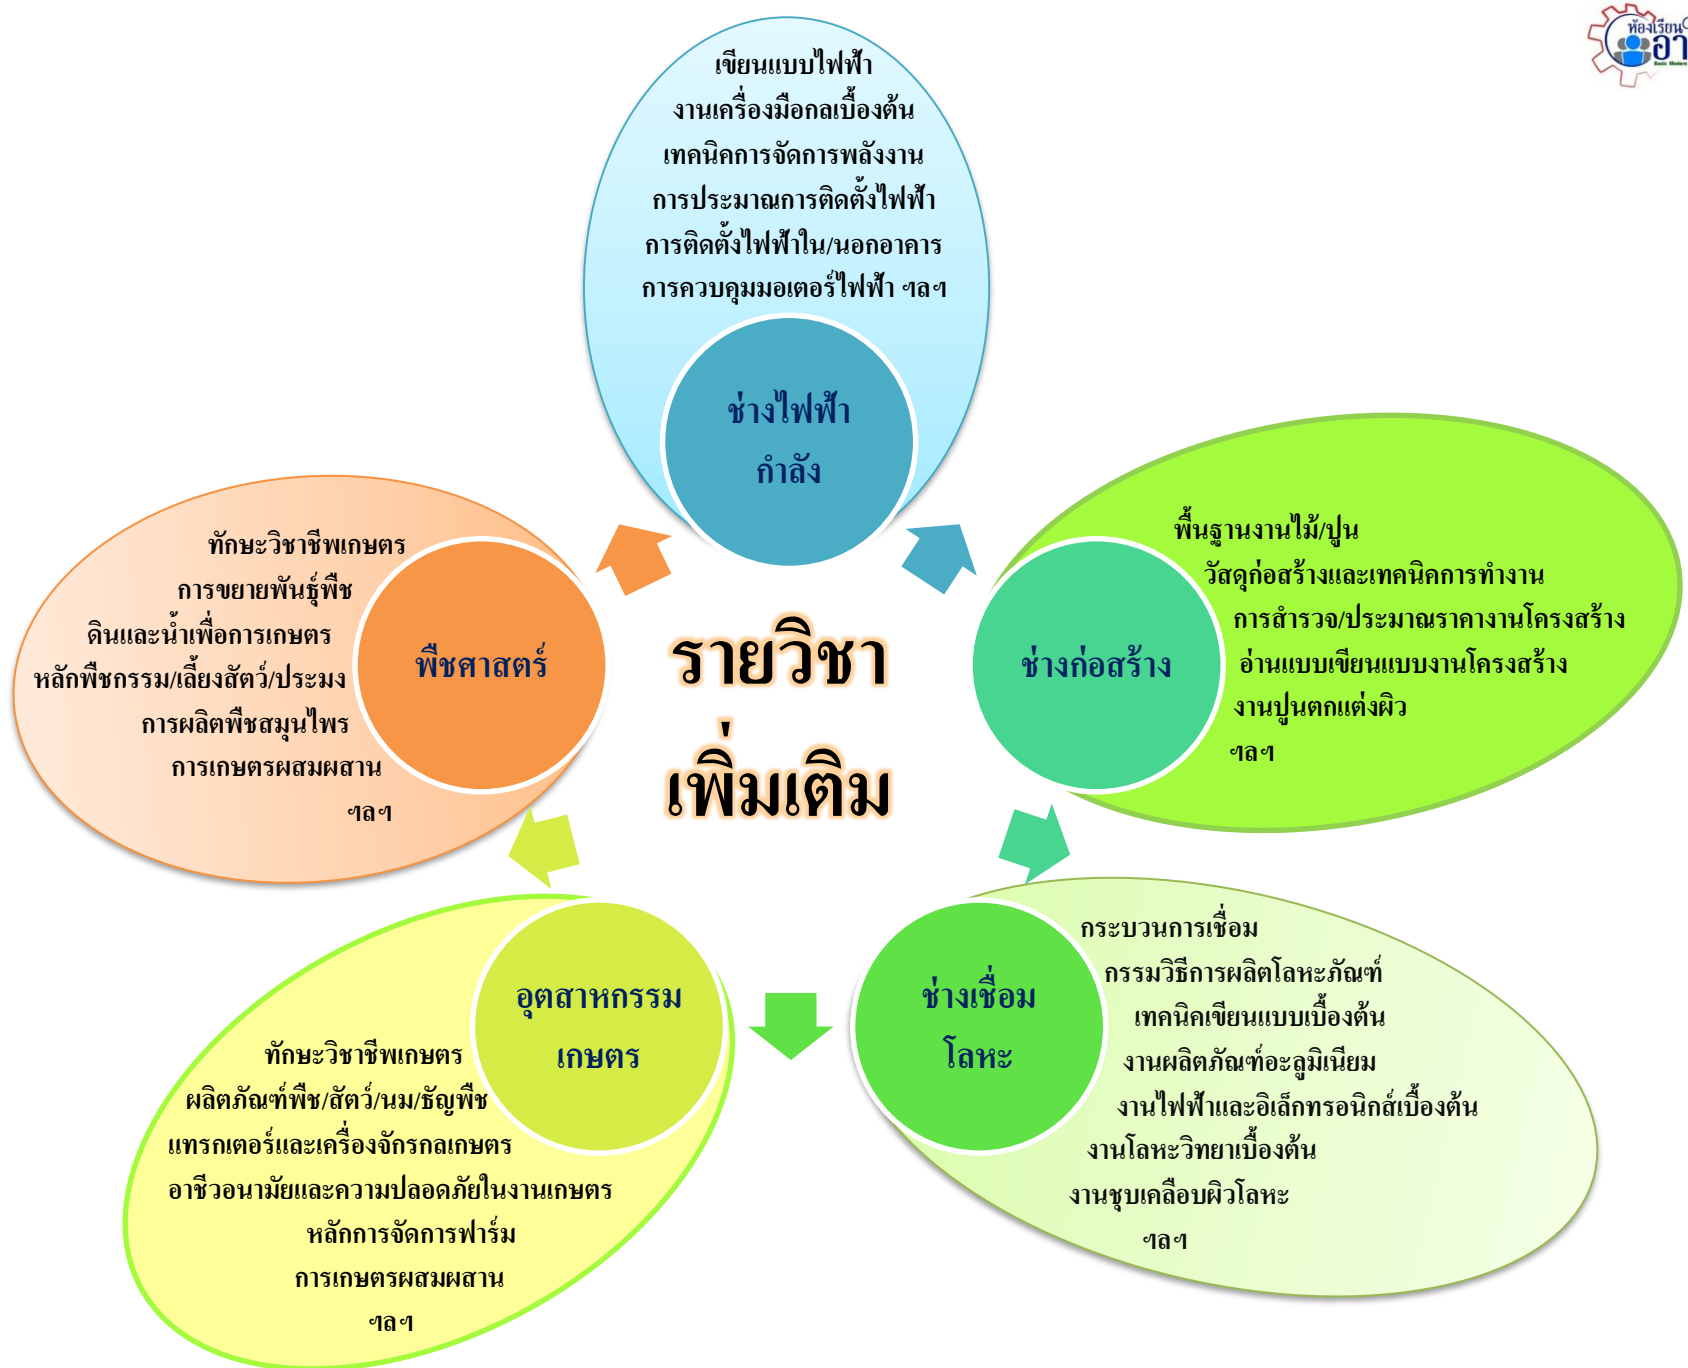 ห้องเรียน
อา
เขียนแบบไฟฟ้า
งานเครื่องมือกลเบื้องต้น
เทคนิคการจัดการพลังงาน
การประมาณการติดตั้งไฟฟ้า
การติดตั้งไฟฟ้าใน/นอกอาคาร
การควบคุมมอเตอร์ไฟฟ้า ฯลฯ
ช่างไฟฟ้า
กำลัง
พื้นฐานงานไม้/ปูน
วัสดุก่อสร้างและเทคนิคการทำงาน
การสำรวจ/ประมาณราคางานโครงสร้าง
อ่านแบบเขียนแบบงานโครงสร้าง
งานปูนตกแต่งผิว
ฯลฯ
ช่างก่อสร้าง
ทักษะวิชาชีพเกษตร
การขยายพันธุ์พืช
ดินและน้ำเพื่อการเกษตร
หลักพืชกรรม/เลี้ยงสัตว์/ประมง
การผลิตพืชสมุนไพร
การเกษตรผสมผสาน
ฯลฯ
พืชศาสตร์
รายวิชา
เพิ่มเติม
กระบวนการเชื่อม
กรรมวิธีการผลิตโลหะภัณฑ์
เทคนิคเขียนแบบเบื้องต้น
งานผลิตภัณฑ์อะลูมิเนียม
งานไฟฟ้าและอิเล็กทรอนิกส์เบื้องต้น
งานโลหะวิทยาเบื้องต้น
งานชุบเคลือบผิวโลหะ
ฯลฯ
ช่างเชื่อม
โลหะ
อุตสาหกรรม
เกษตร
ทักษะวิชาชีพเกษตร
ผลิตภัณฑ์พืช/สัตว์/นม/ธัญพืช
แทรกเตอร์และเครื่องจักรกลเกษตร
อาชีวอนามัยและความปลอดภัยในงานเกษตร
หลักการจัดการฟาร์ม
การเกษตรผสมผสาน
ฯลฯ